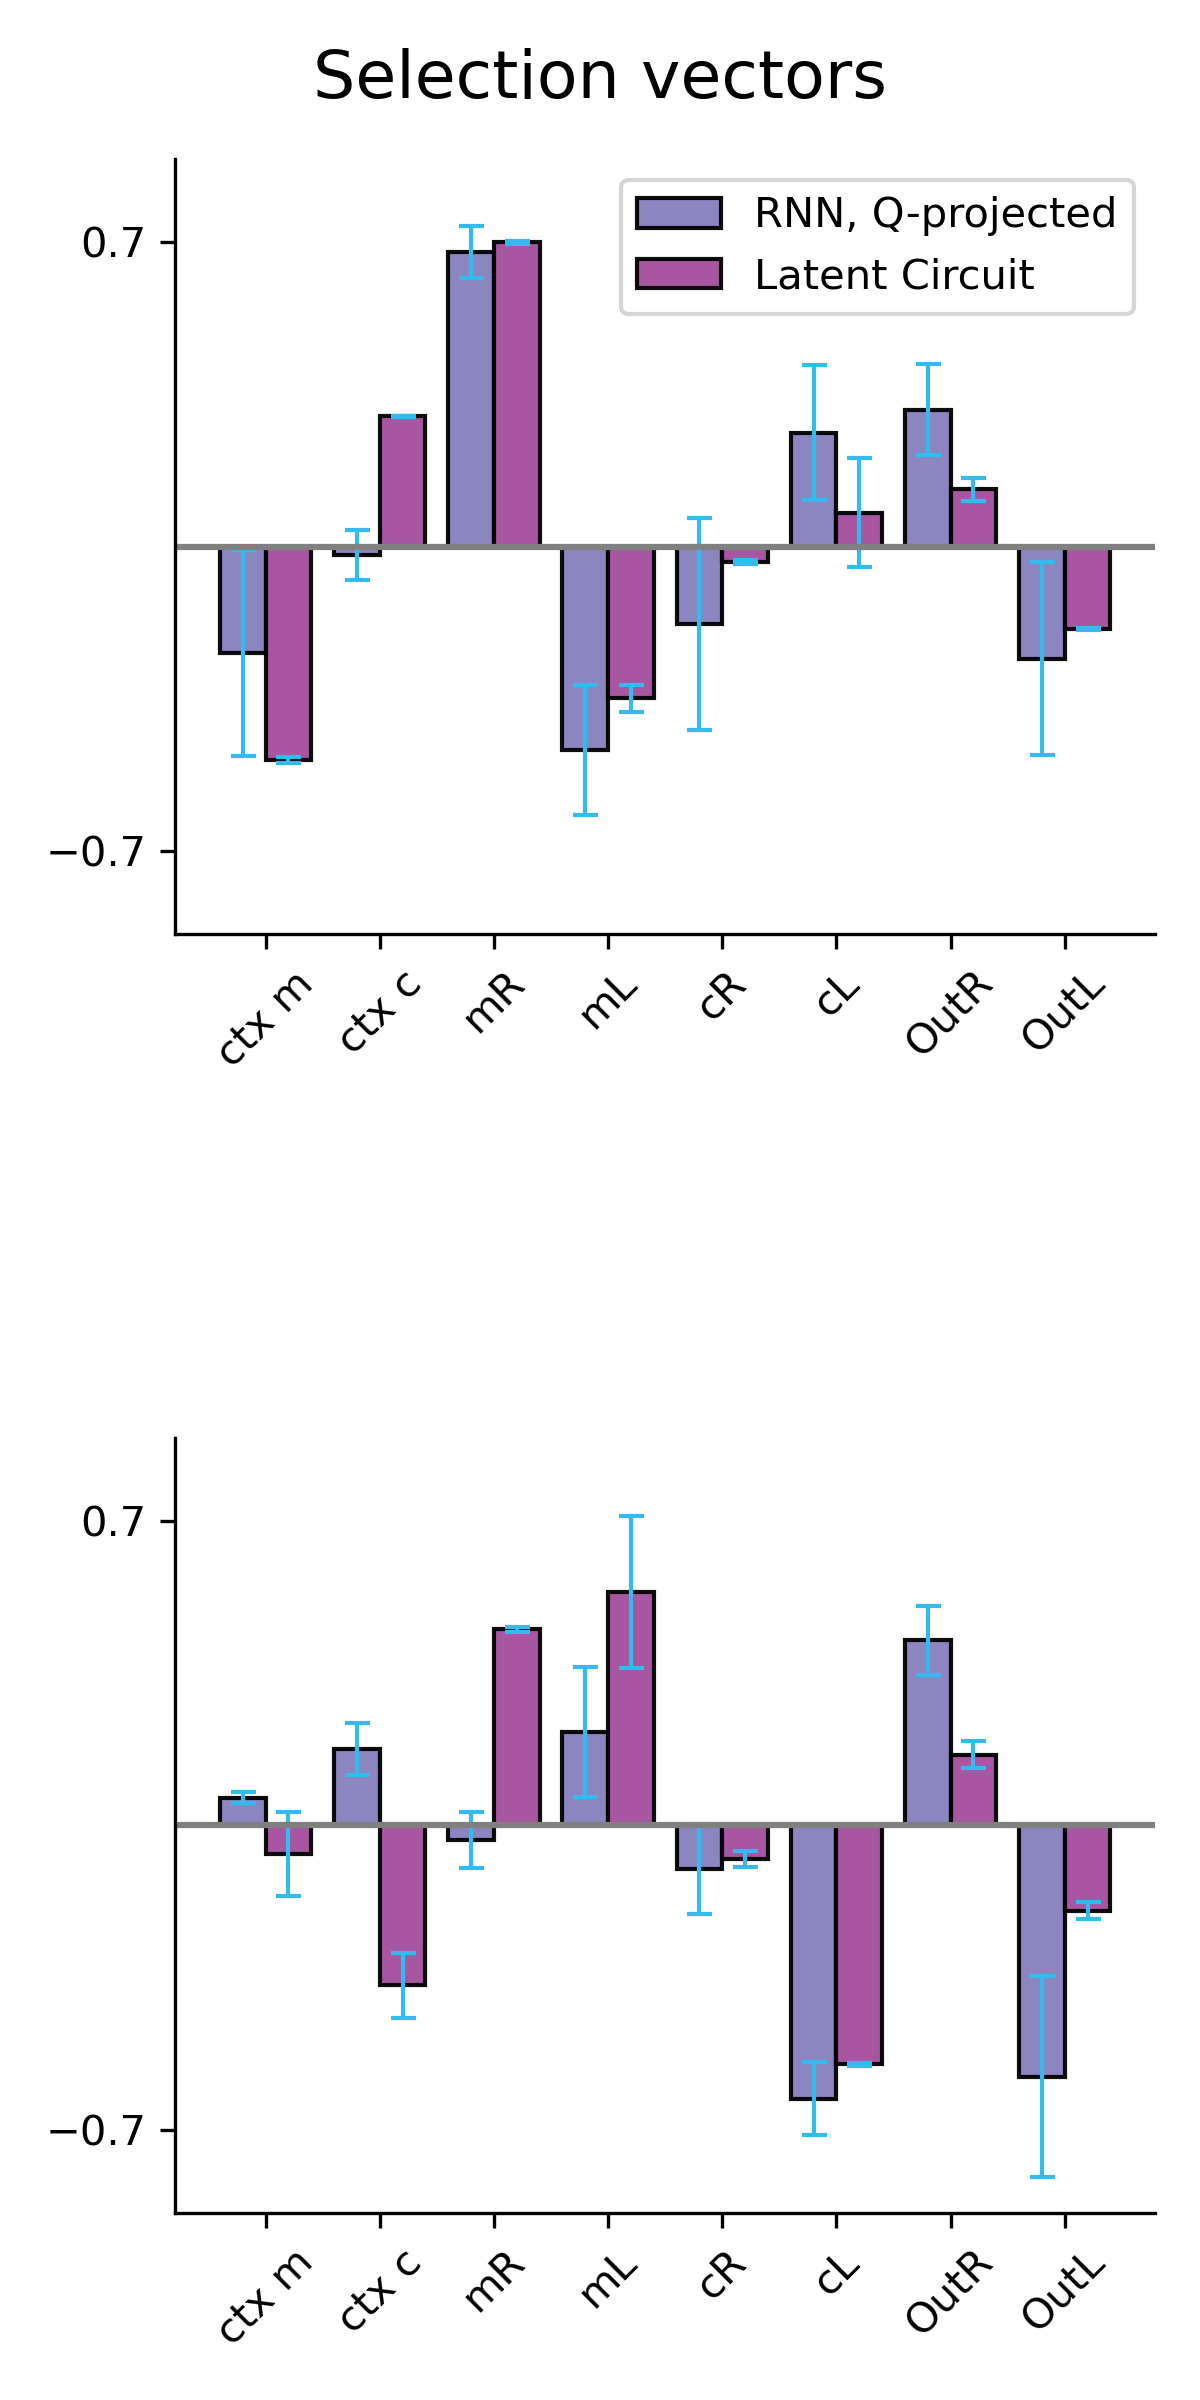 Selection vectors
RNN, Q-projected
Latent Circuit
0.7
−0.7
ctx m
ctx c
mR
mL
cR
cL
OutR
OutL
0.7
−0.7
ctx m
ctx c
mR
mL
cR
cL
OutR
OutL